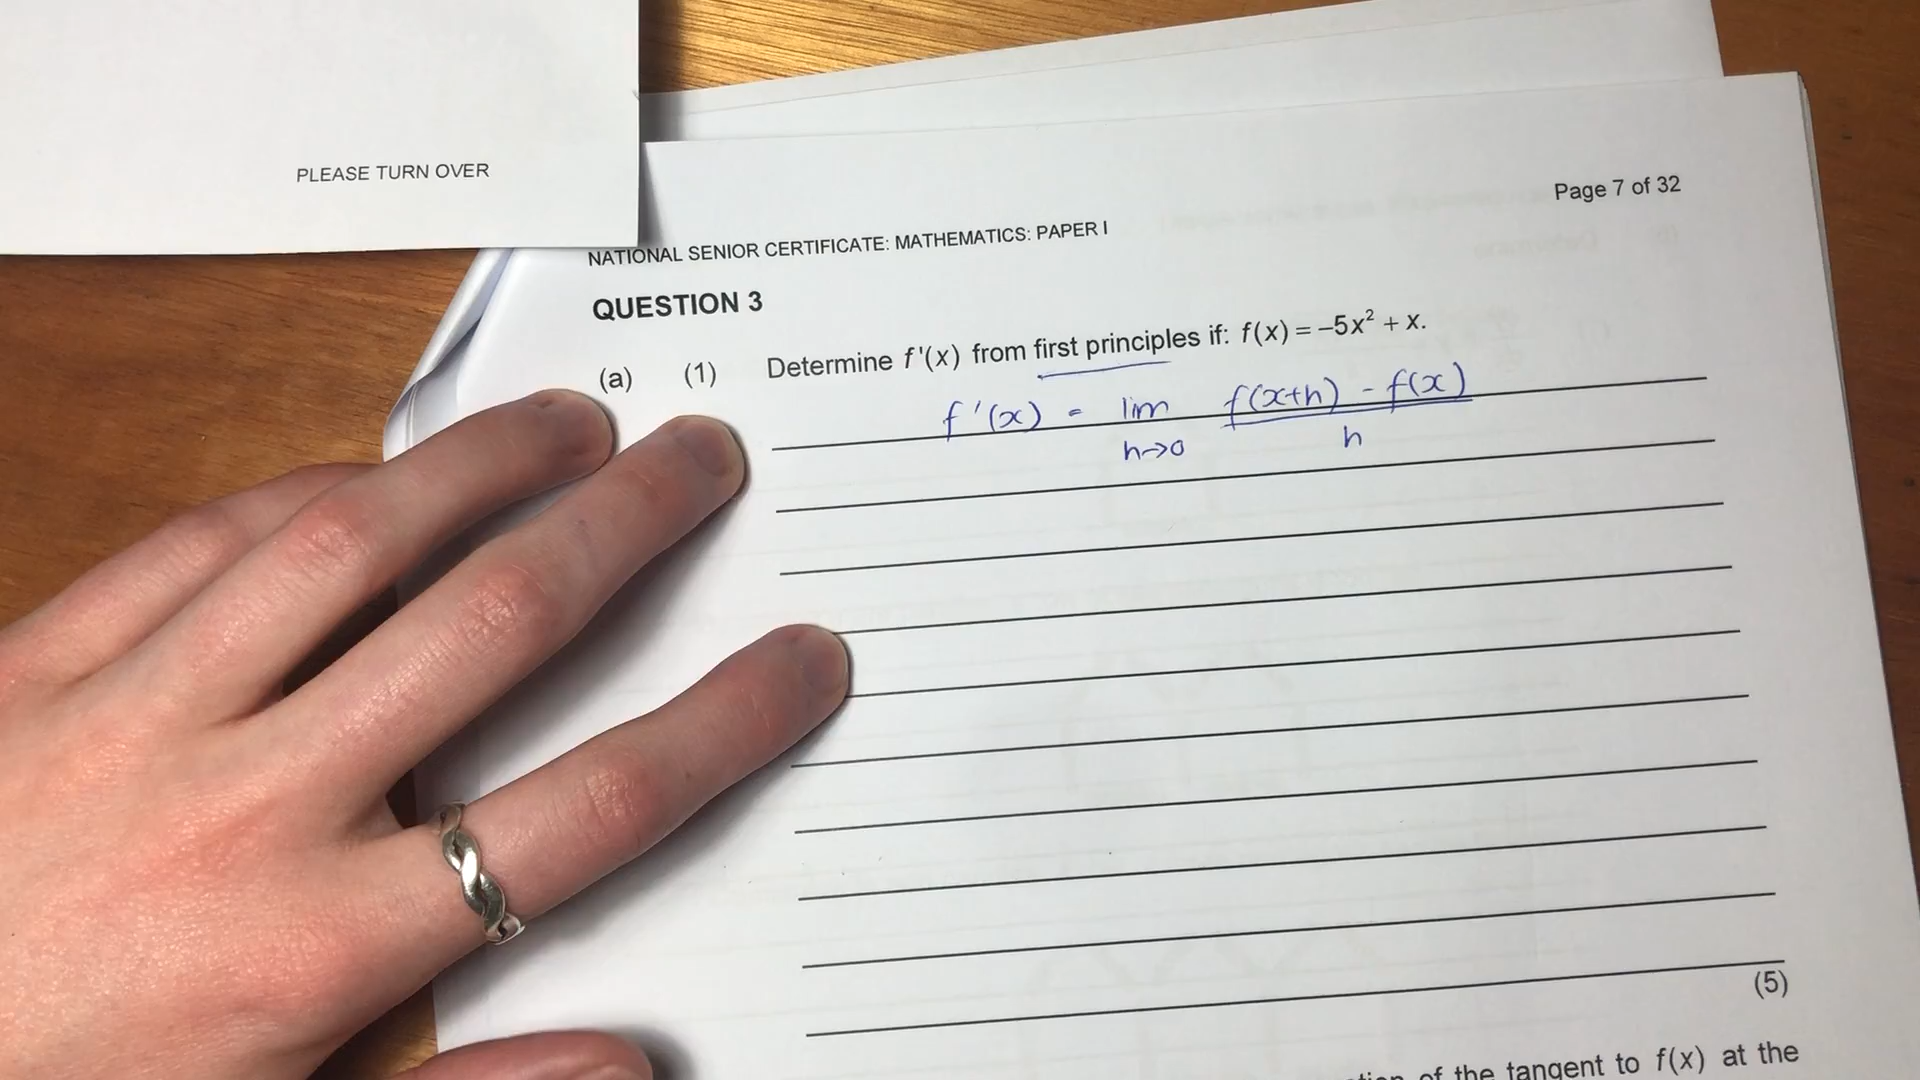 PLEASE TURN OVER
Page 7 of 32
NATIONAL SENIOR CERTIFICATE: MATHEMATICS: PAPER I
QUESTION 3
(a) (1) Determine f'(x) from first principles if: f(x) = –5x² + x.
f'(x) = lim f(x+h) - f(x)
h→0 h
(5)
of the tangent to f(x) at the